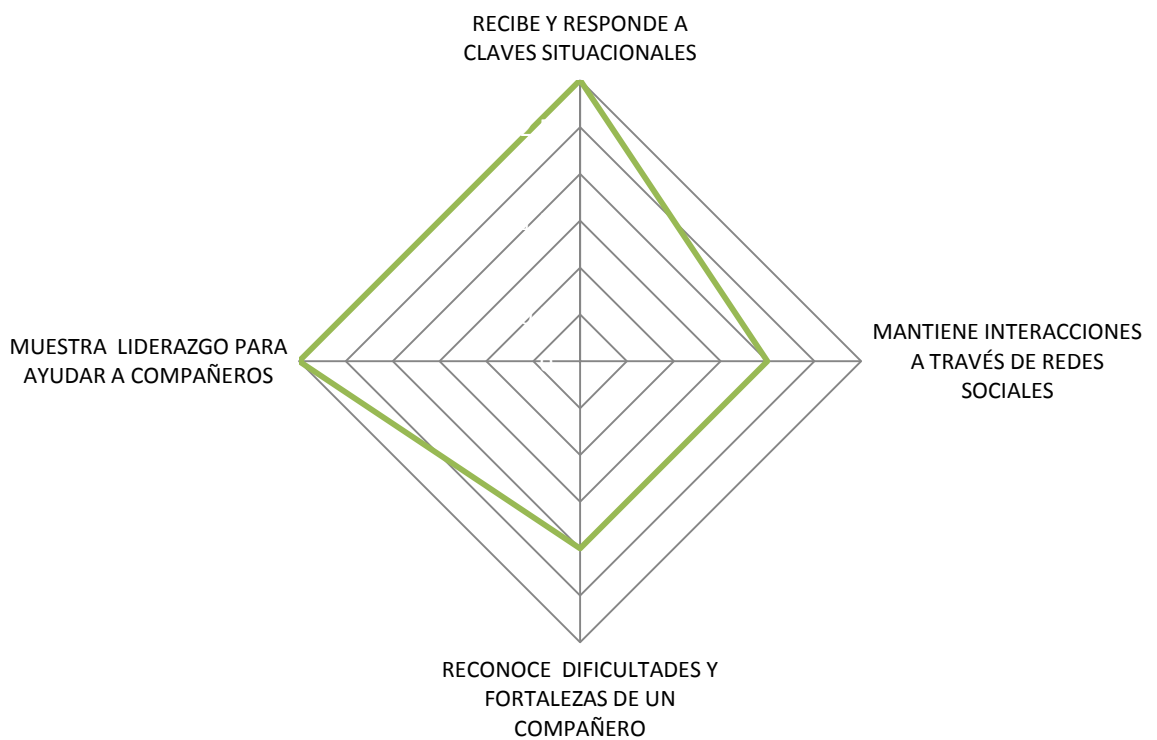 RECIBE Y RESPONDE A
CLAVES SITUACIONALES
MUESTRA LIDERAZGO PARA
AYUDAR A COMPAÑEROS
MANTIENE INTERACCIONES
A TRAVÉS DE REDES
SOCIALES
RECONOCE DIFICULTADES Y
FORTALEZAS DE UN
COMPAÑERO